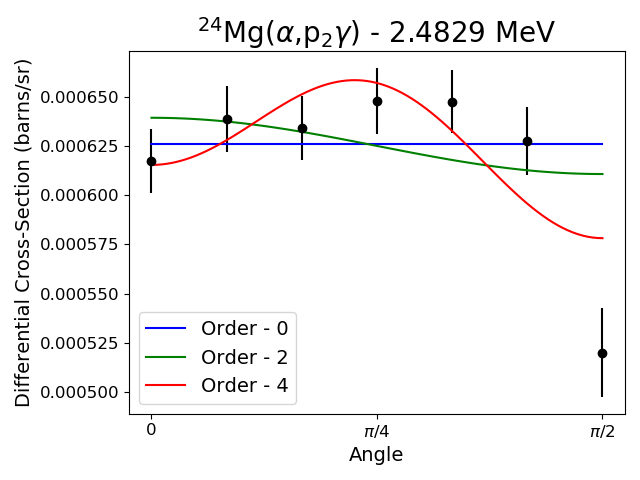 ²⁴Mg(α,p₂γ) - 2.4829 MeV
Differential Cross-Section (barns/sr)
0.000650
0.000625
0.000600
0.000575
0.000550
0.000525
0.000500
Order - 0
Order - 2
Order - 4
0
π/4
π/2
Angle